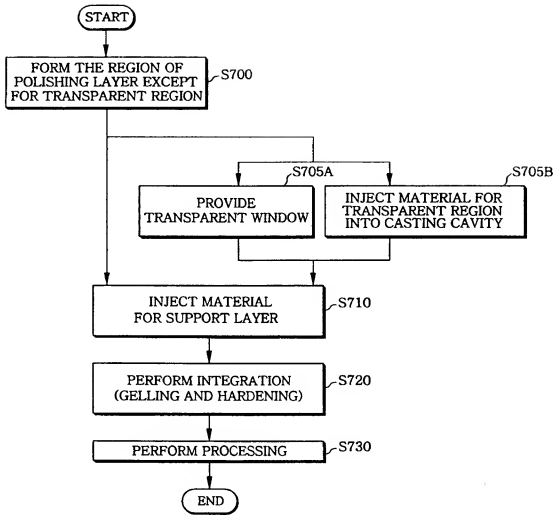 START
FORM THE REGION OF
POLISHING LAYER EXCEPT
FOR TRANSPARENT REGION
S700
S705A
PROVIDE
TRANSPARENT WINDOW
S705B
INJECT MATERIAL FOR
TRANSPARENT REGION
INTO CASTING CAVITY
INJECT MATERIAL
FOR SUPPORT LAYER
S710
PERFORM INTEGRATION
(GELLING AND HARDENING)
S720
PERFORM PROCESSING
S730
END